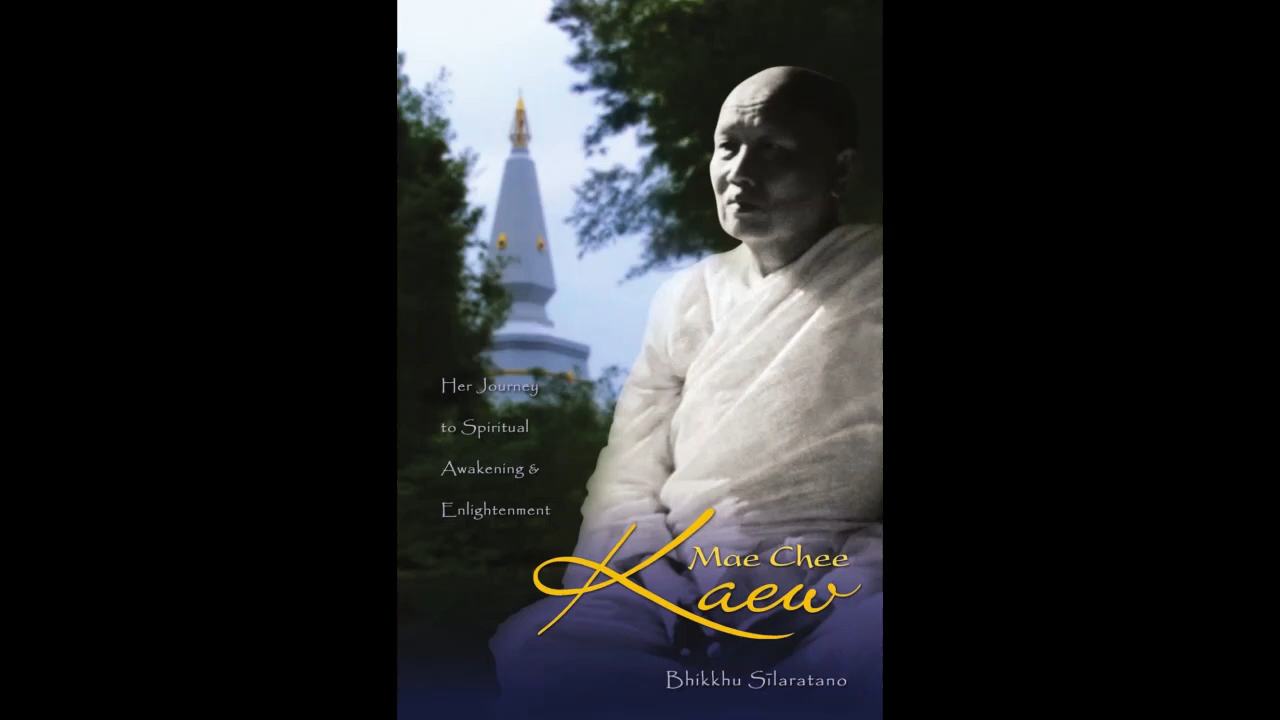 Her Journey
to Spiritual
Awakening &
Enlightenment
Mae Chee
Kaew
Bhikkhu Sīlaratano